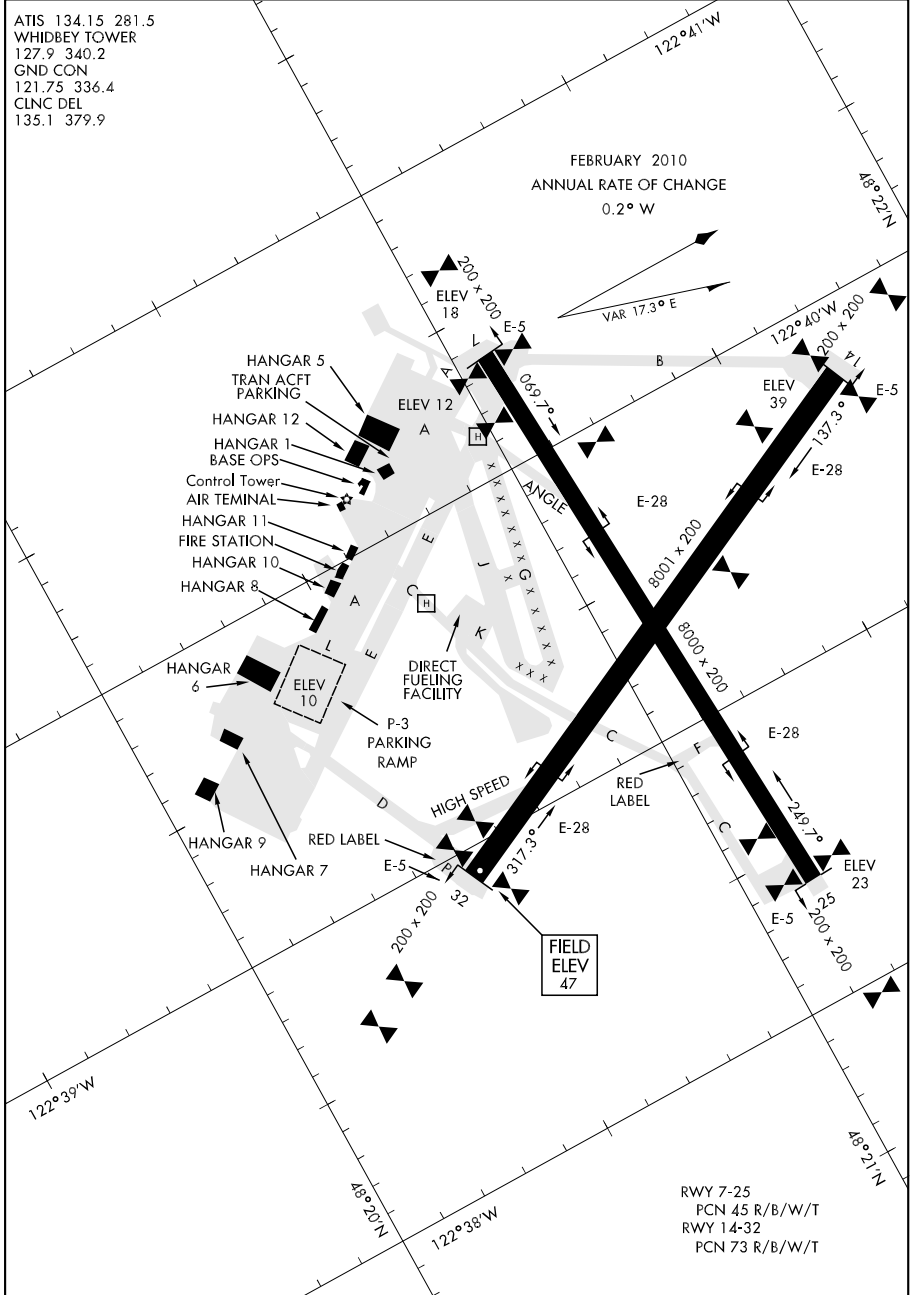 ATIS 134.15 281.5
WHIDBEY TOWER
127.9 340.2
GND CON
121.75 336.4
CLNC DEL
135.1 379.9
122°41'W
FEBRUARY 2010
ANNUAL RATE OF CHANGE
0.2° W
48°22'N
VAR 17.3° E
200 x 200
ELEV
18
E-5
7
122°40'W
200 x 200
14
B
A
HANGAR 5
TRAN ACFT
PARKING
HANGAR 12
HANGAR 1
BASE OPS
Control Tower
AIR TEMINAL
HANGAR 11
FIRE STATION
HANGAR 10
HANGAR 8
ELEV 12
A
H
069.7°
ELEV
39
E-5
137.3°
E-28
ANGLE
E-28
8001 x 200
x x x x x x x x
G
x
x x x x x x x
x x x
E
J
C
H
K
A
L
E
8000 x 200
23
HANGAR
6
ELEV
10
DIRECT
FUELING
FACILITY
P-3
PARKING
RAMP
C
F
E-28
RED
LABEL
D
HIGH SPEED
C
249.7°
HANGAR 9
HANGAR 7
RED LABEL
E-5
P
32
317.3°
E-28
200 x 200
ELEV
23
25
E-5
200 x 200
FIELD
ELEV
47
122°39'W
48°21'N
48°20'N
122°38'W
RWY 7-25
PCN 45 R/B/W/T
RWY 14-32
PCN 73 R/B/W/T